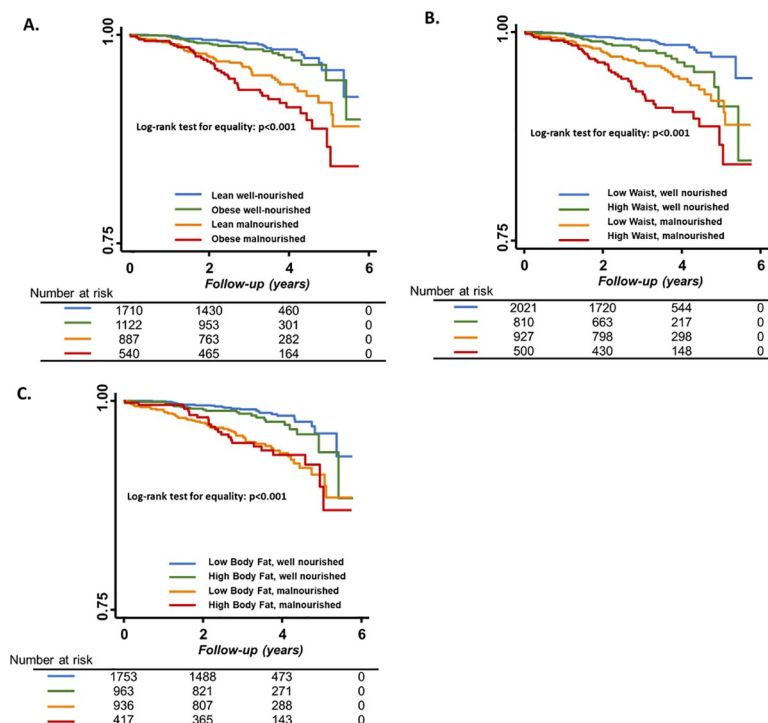 A.
1.00
0.75
Log-rank test for equality: p<0.001
Lean well-nourished
Obese well-nourished
Lean malnourished
Obese malnourished
0 2 4 6
Follow-up (years)
Number at risk
1710 1430 460 0
1122 953 301 0
887 763 282 0
540 465 164 0
B.
1.00
0.75
Log-rank test for equality: p<0.001
Low Waist, well nourished
High Waist, well nourished
Low Waist, malnourished
High Waist, malnourished
0 2 4 6
Follow-up (years)
Number at risk
2021 1720 544 0
810 663 217 0
927 798 298 0
500 430 148 0
C.
1.00
0.75
Log-rank test for equality: p<0.001
Low Body Fat, well nourished
High Body Fat, well nourished
Low Body Fat, malnourished
High Body Fat, malnourished
0 2 4 6
Follow-up (years)
Number at risk
1753 1488 473 0
963 821 271 0
936 807 288 0
417 365 143 0